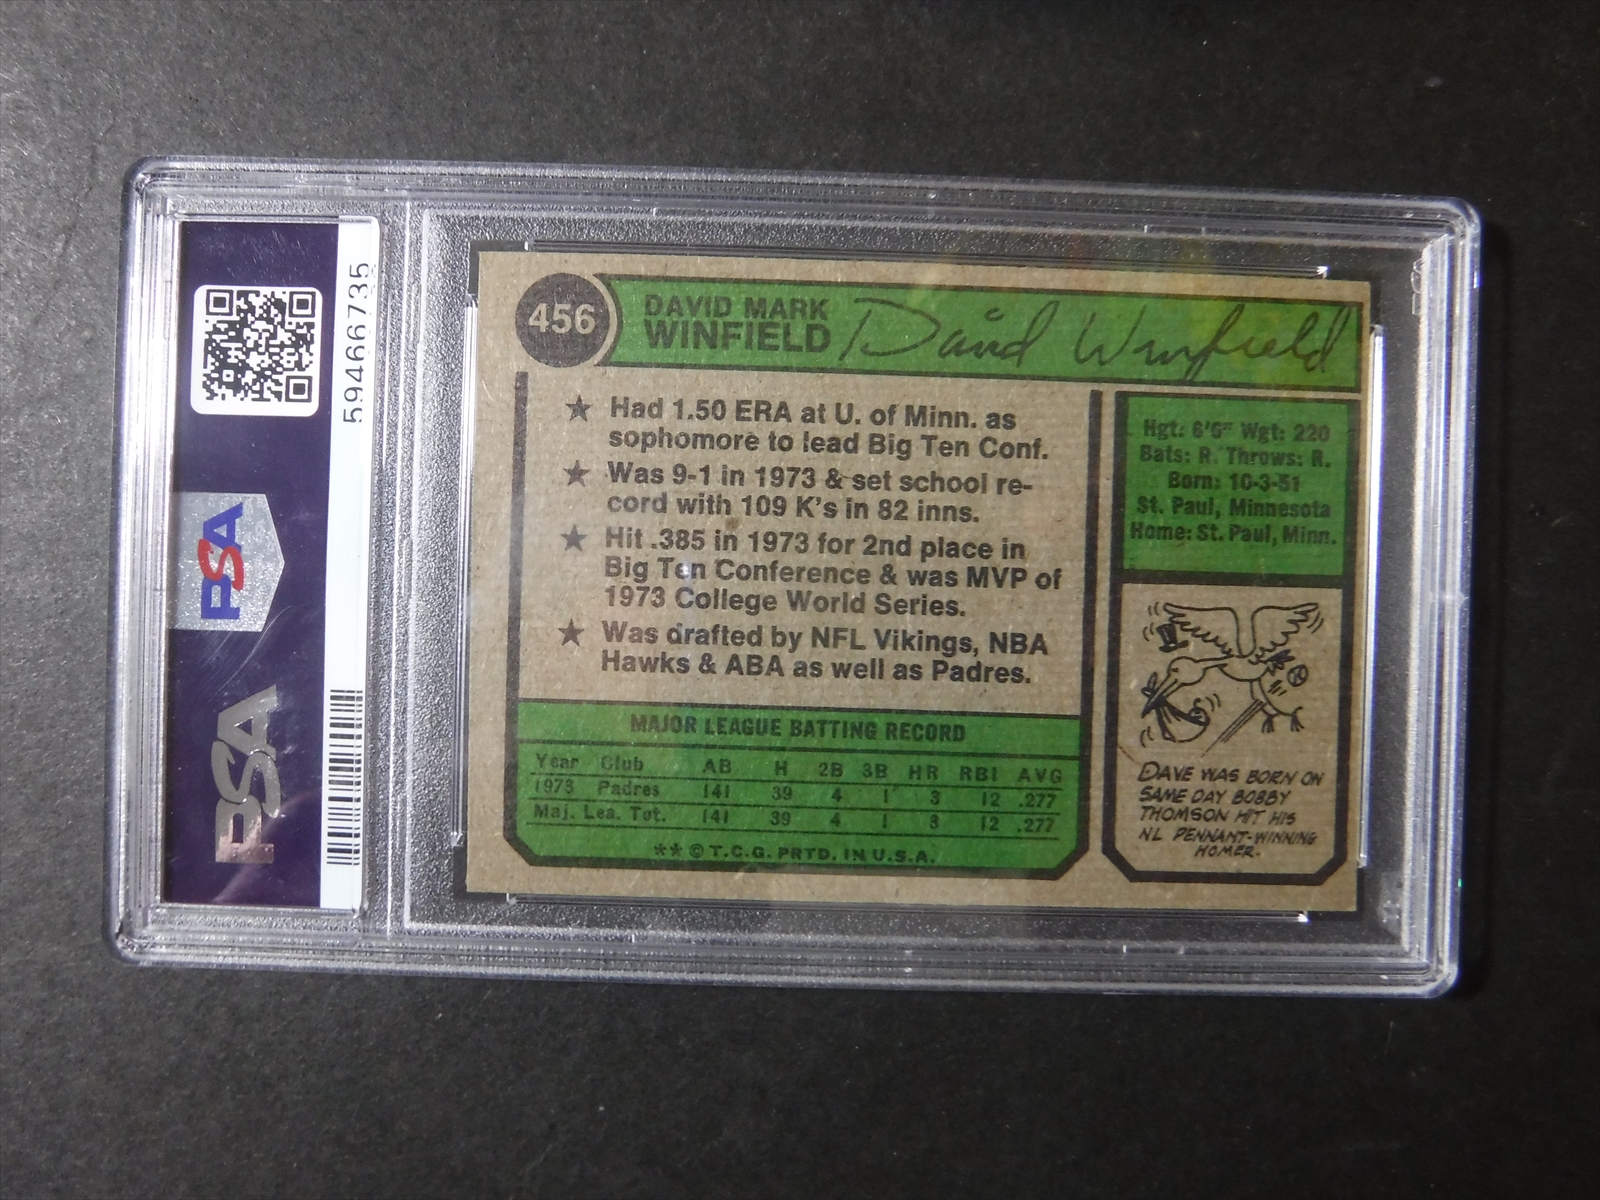 59466735
PSA
PSA
456
DAVID MARK
WINFIELD
David Winfield
★ Had 1.50 ERA at U. of Minn. as
sophomore to lead Big Ten Conf.
★ Was 9-1 in 1973 & set school re-
cord with 109 K's in 82 inns.
★ Hit .385 in 1973 for 2nd place in
Big Ten Conference & was MVP of
1973 College World Series.
★ Was drafted by NFL Vikings, NBA
Hawks & ABA as well as Padres.
MAJOR LEAGUE BATTING RECORD
Year Club AB H 2B 3B HR RBI AVG
1973 Padres 141 39 4 1 3 12 .277
Maj. Lea. Tot. 141 39 4 1 3 12 .277
** © T.C.G. PRTD. IN U.S.A.
Hgt: 6'6" Wgt: 220
Bats: R. Throws: R.
Born: 10-3-51
St. Paul, Minnesota
Home: St. Paul, Minn.
DAVE WAS BORN ON
SAME DAY BOBBY
THOMSON HIT HIS
NL PENNANT-WINNING
HOMER.